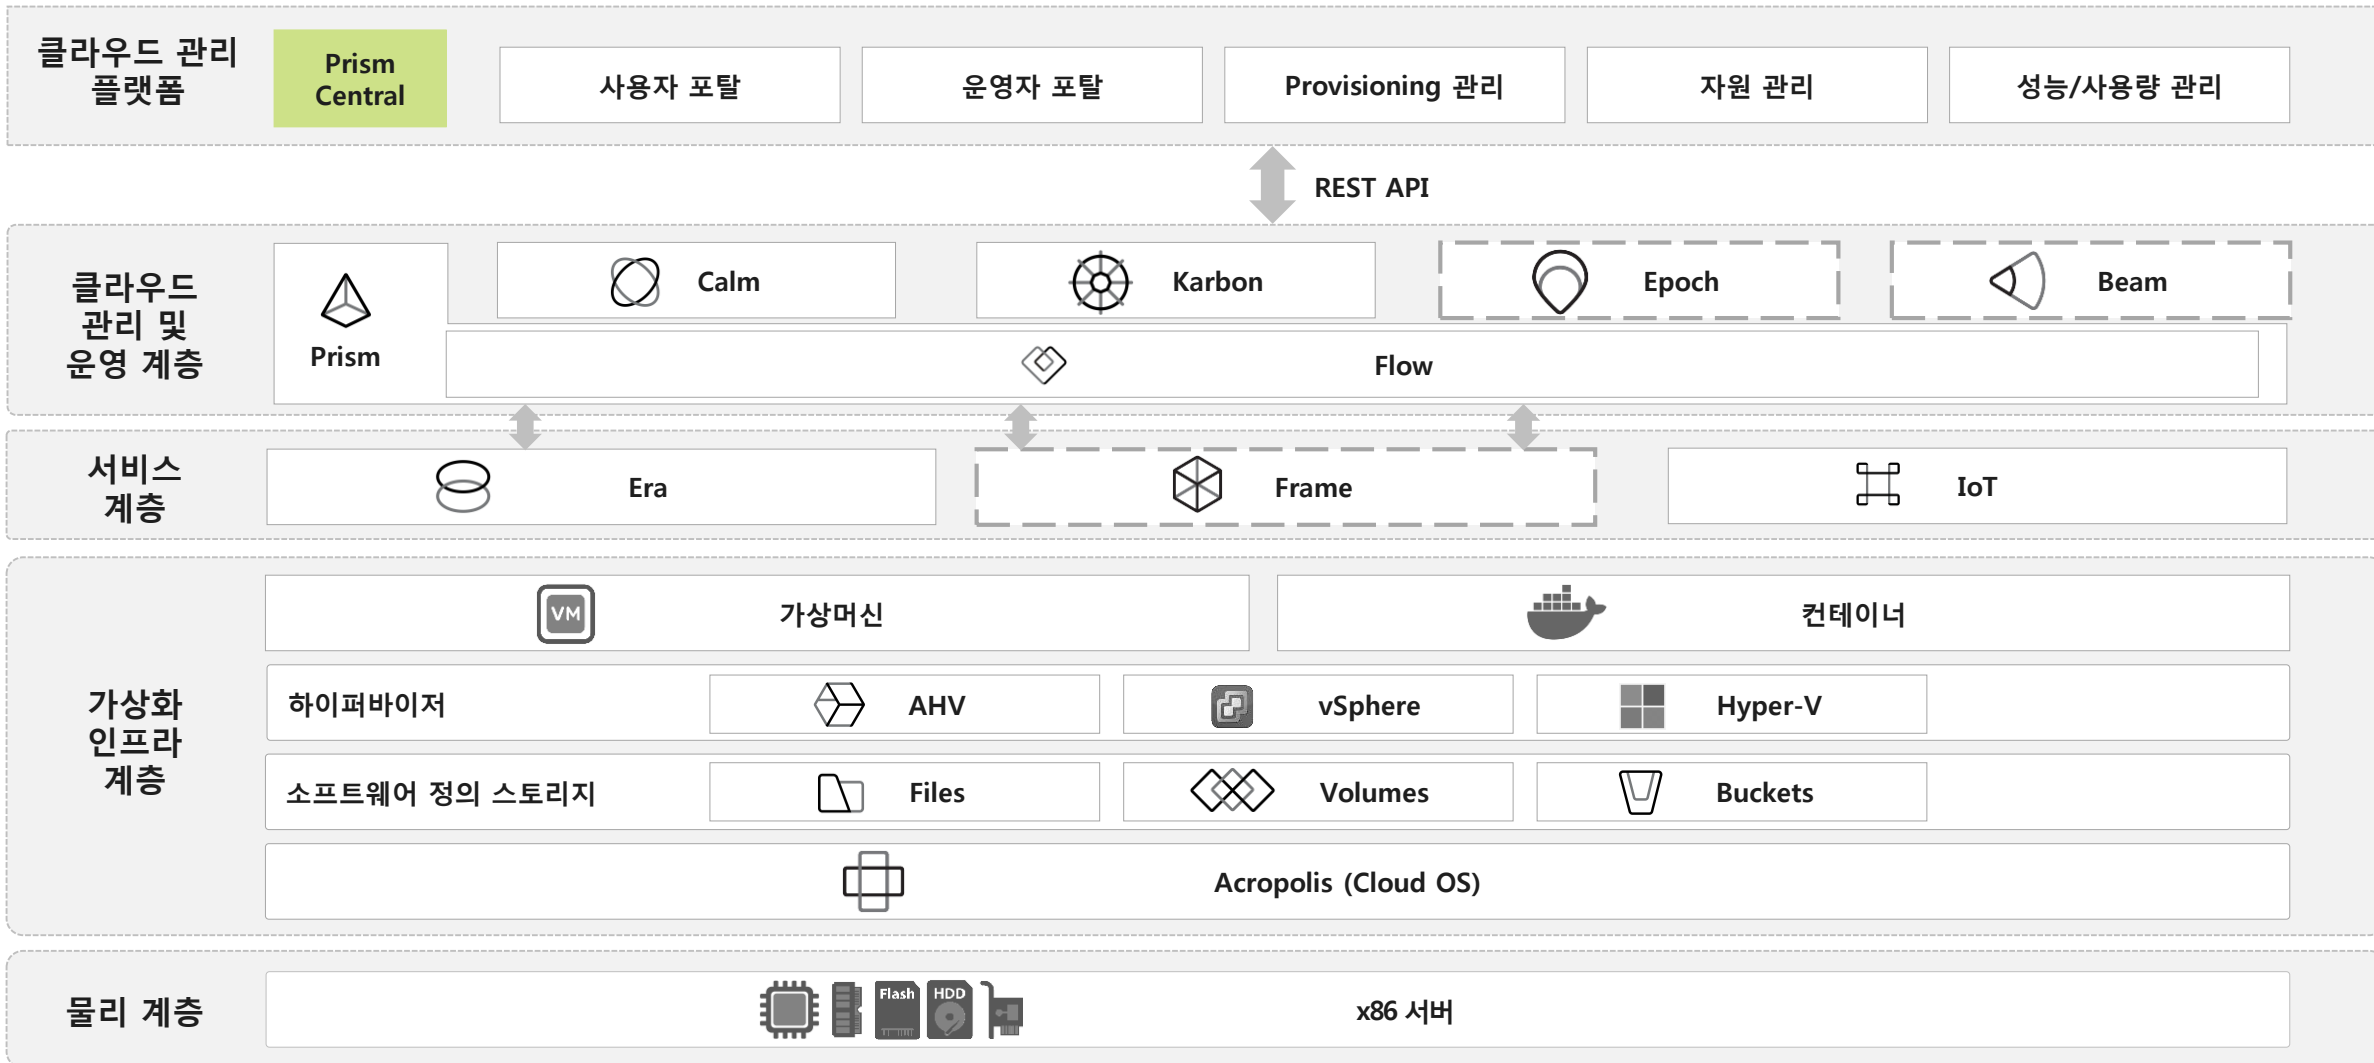 클라우드 관리
플랫폼
Prism
Central
사용자 포탈
운영자 포탈
Provisioning 관리
자원 관리
성능/사용량 관리
REST API
클라우드
관리 및
운영 계층
Prism
Calm
Karbon
Epoch
Beam
Flow
서비스
계층
Era
Frame
IoT
가상화
인프라
계층
VM
가상머신
컨테이너
하이퍼바이저
AHV
vSphere
Hyper-V
소프트웨어 정의 스토리지
Files
Volumes
Buckets
Acropolis (Cloud OS)
물리 계층
Flash
HDD
x86 서버